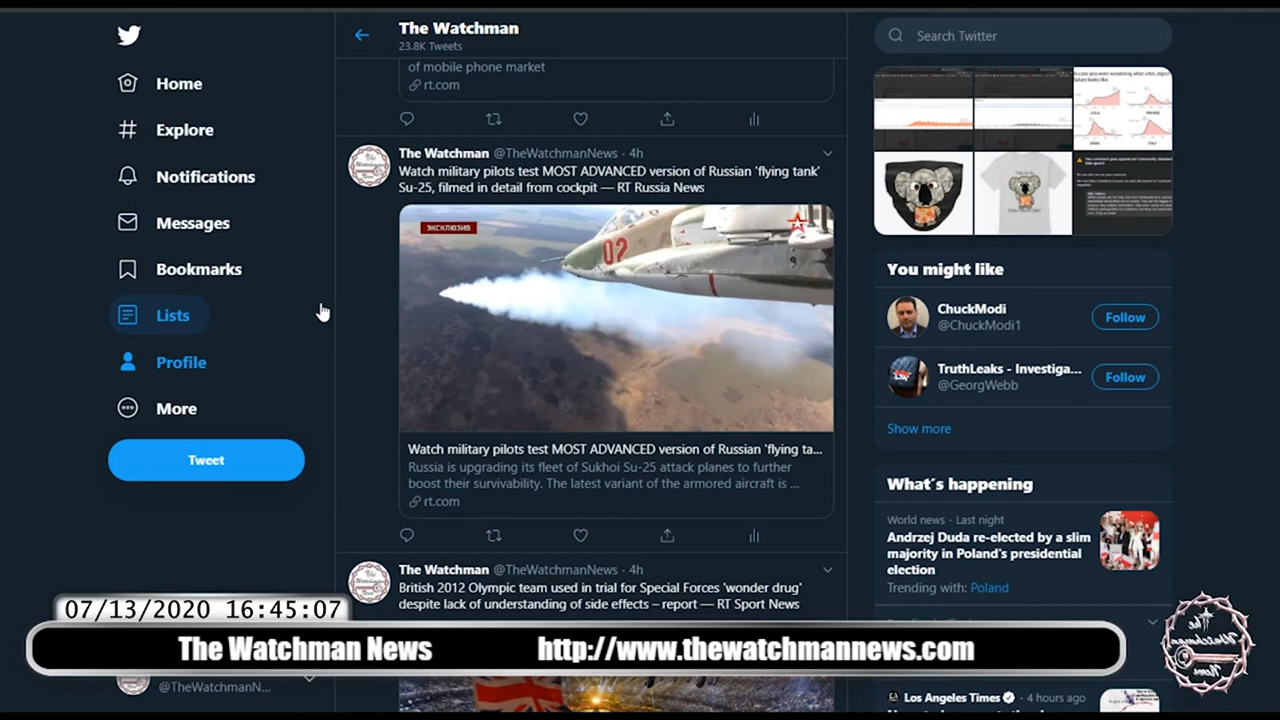 Home
Explore
Notifications
Messages
Bookmarks
Lists
Profile
More
Tweet
The Watchman
23.8K Tweets
of mobile phone market
rt.com
The Watchman @TheWatchmanNews · 4h
Watch military pilots test MOST ADVANCED version of Russian 'flying tank'
Su-25, filmed in detail from cockpit — RT Russia News
ЭКСКЛЮЗИВ
02
Watch military pilots test MOST ADVANCED version of Russian 'flying ta...
Russia is upgrading its fleet of Sukhoi Su-25 attack planes to further
boost their survivability. The latest variant of the armored aircraft is ...
rt.com
The Watchman @TheWatchmanNews · 4h
British 2012 Olympic team used in trial for Special Forces 'wonder drug'
despite lack of understanding of side effects – report — RT Sport News
Search Twitter
You might like
ChuckModi
@ChuckModi1
Follow
TruthLeaks - Investiga...
@GeorgWebb
Follow
Show more
What's happening
World news · Last night
Andrzej Duda re-elected by a slim
majority in Poland's presidential
election
Trending with: Poland
Los Angeles Times · 4 hours ago
07/13/2020 16:45:07
The Watchman News http://www.thewatchmannews.com
@TheWatchmanN...
The
Watchman
News